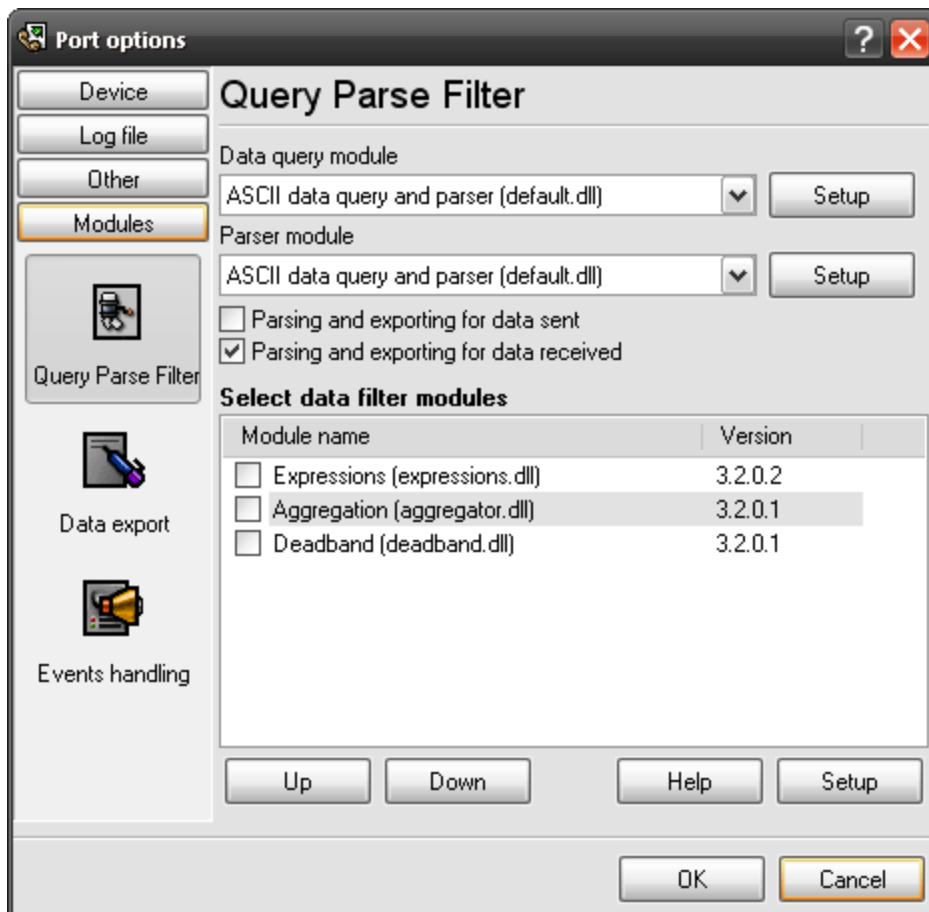 Port options
?
Device
Log file
Other
Modules
Query Parse Filter
Data export
Events handling
Query Parse Filter
Data query module
ASCII data query and parser (default.dll)
Setup
Parser module
ASCII data query and parser (default.dll)
Setup
Parsing and exporting for data sent
Parsing and exporting for data received
Select data filter modules
Module name Version
Expressions (expressions.dll) 3.2.0.2
Aggregation (aggregator.dll) 3.2.0.1
Deadband (deadband.dll) 3.2.0.1
Up Down Help Setup
OK Cancel